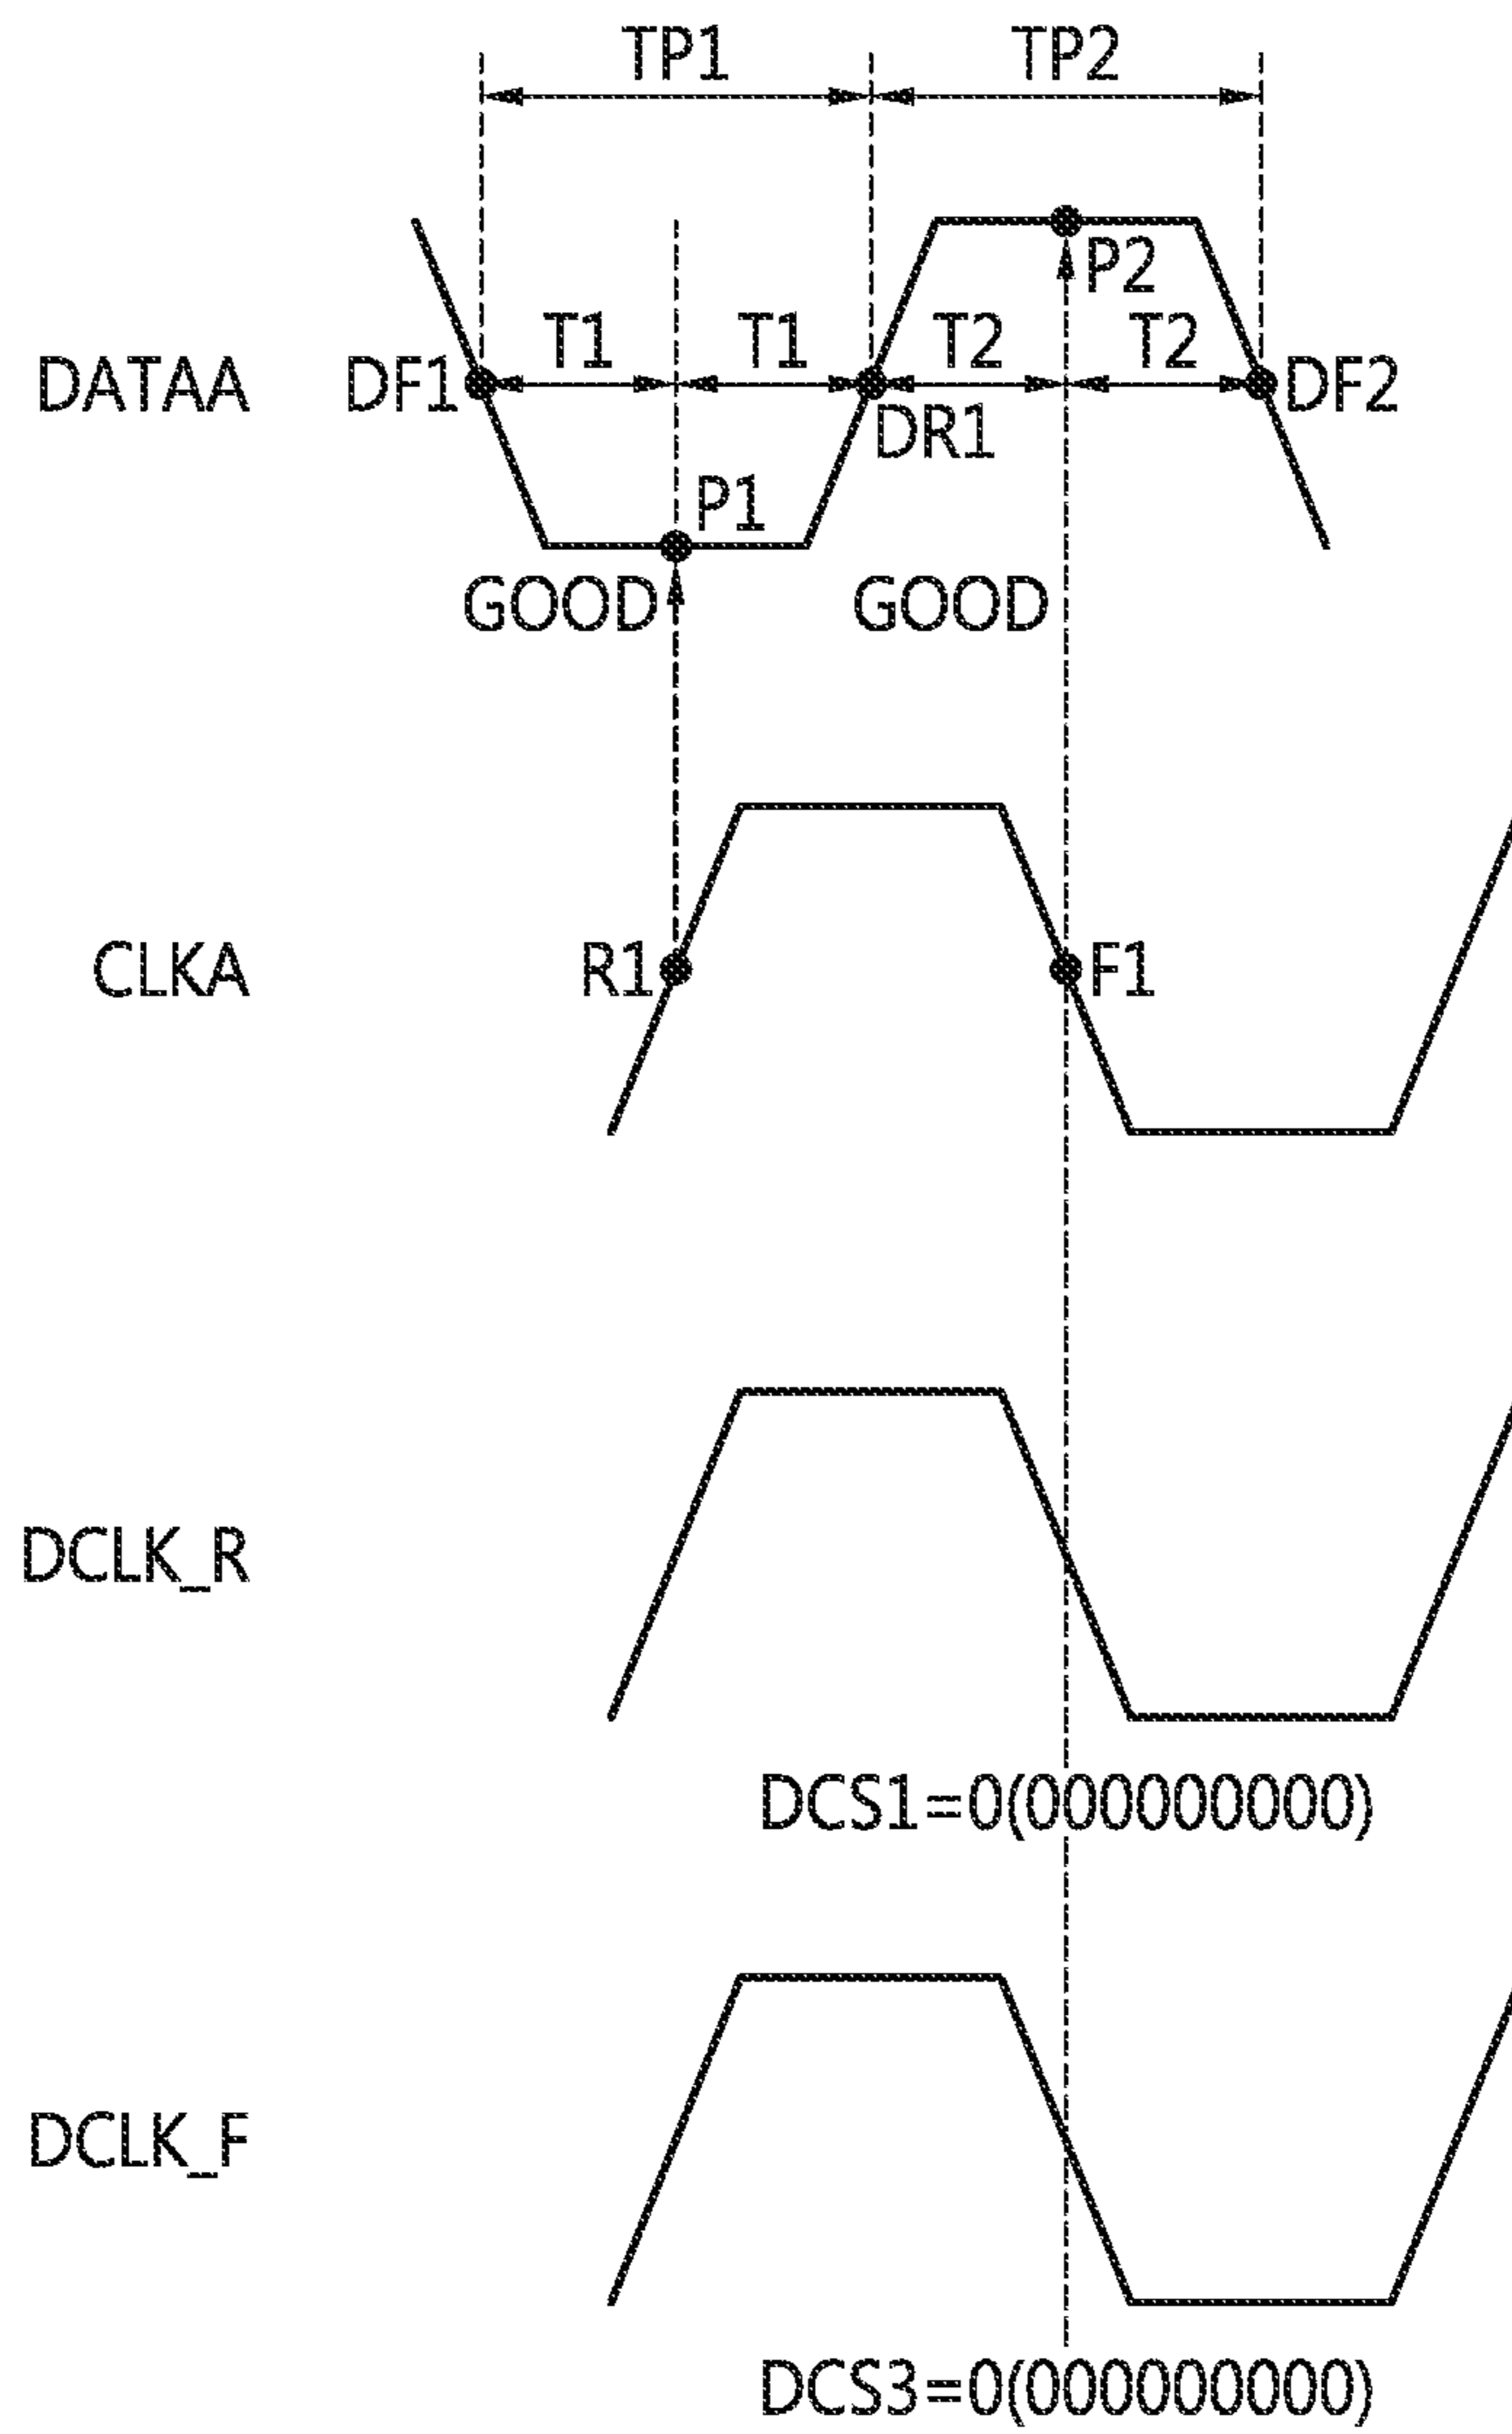 TP1 TP2
P2
T1 T1 T2 T2
DATAA DF1 DF2
DR1
P1
GOOD GOOD
CLKA R1 F1
DCLK_R
DCS1=0(000000000)
DCLK_F
DCS3=0(000000000)